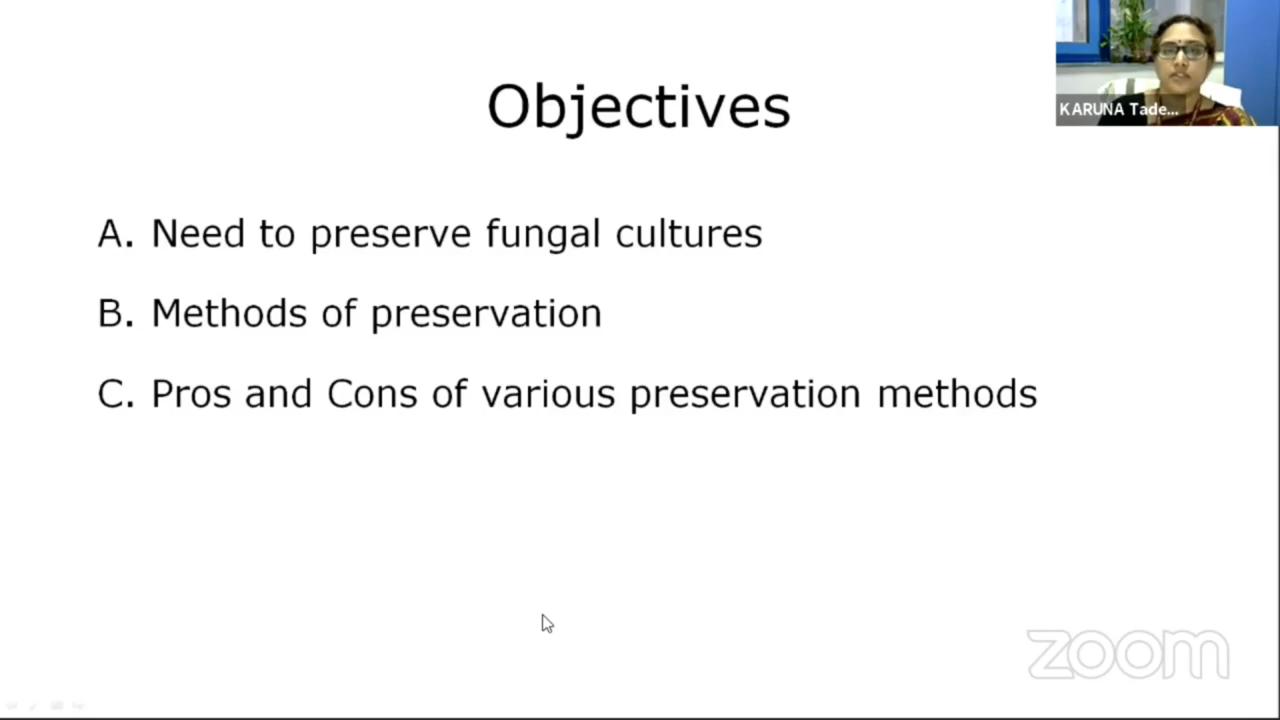 Objectives
KARUNA Tade...
A. Need to preserve fungal cultures
B. Methods of preservation
C. Pros and Cons of various preservation methods
zoom